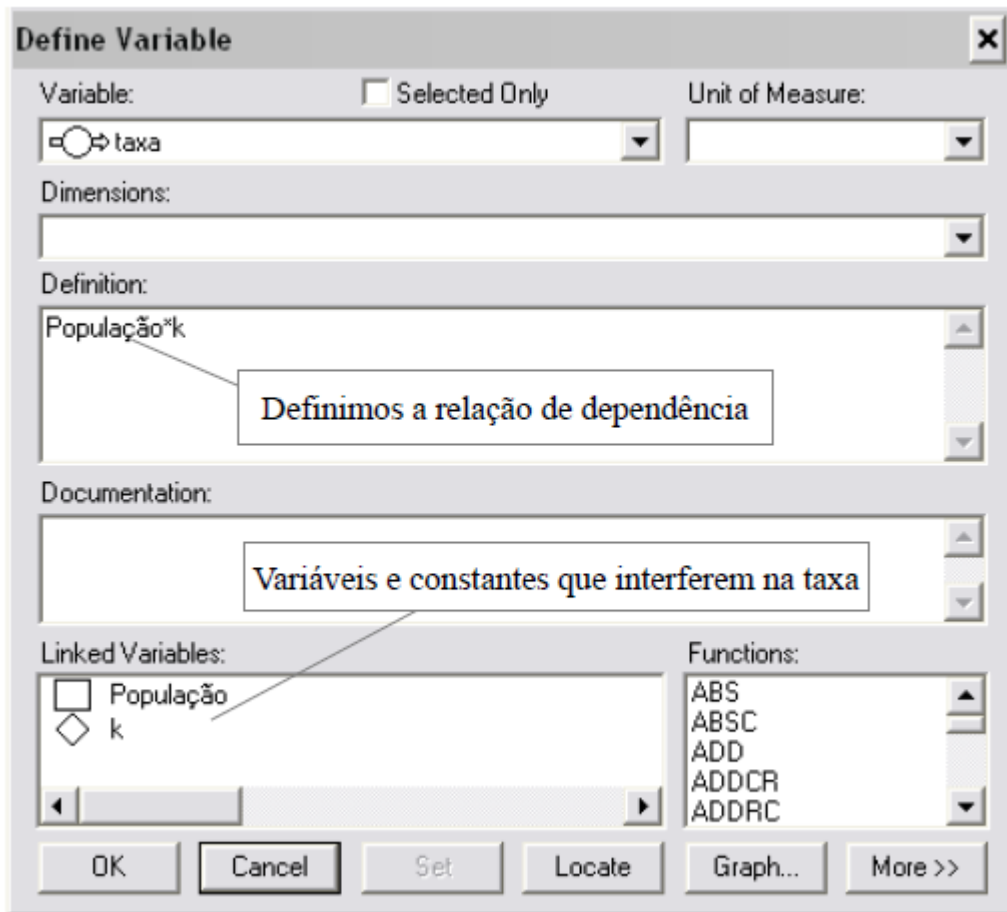 Define Variable
Variable:
Selected Only
Unit of Measure:
taxa
Dimensions:
Definition:
População*k
Definimos a relação de dependência
Documentation:
Variáveis e constantes que interferem na taxa
Linked Variables:
Functions:
População
k
ABS
ABSC
ADD
ADDCR
ADDRC
OK
Cancel
Set
Locate
Graph...
More >>